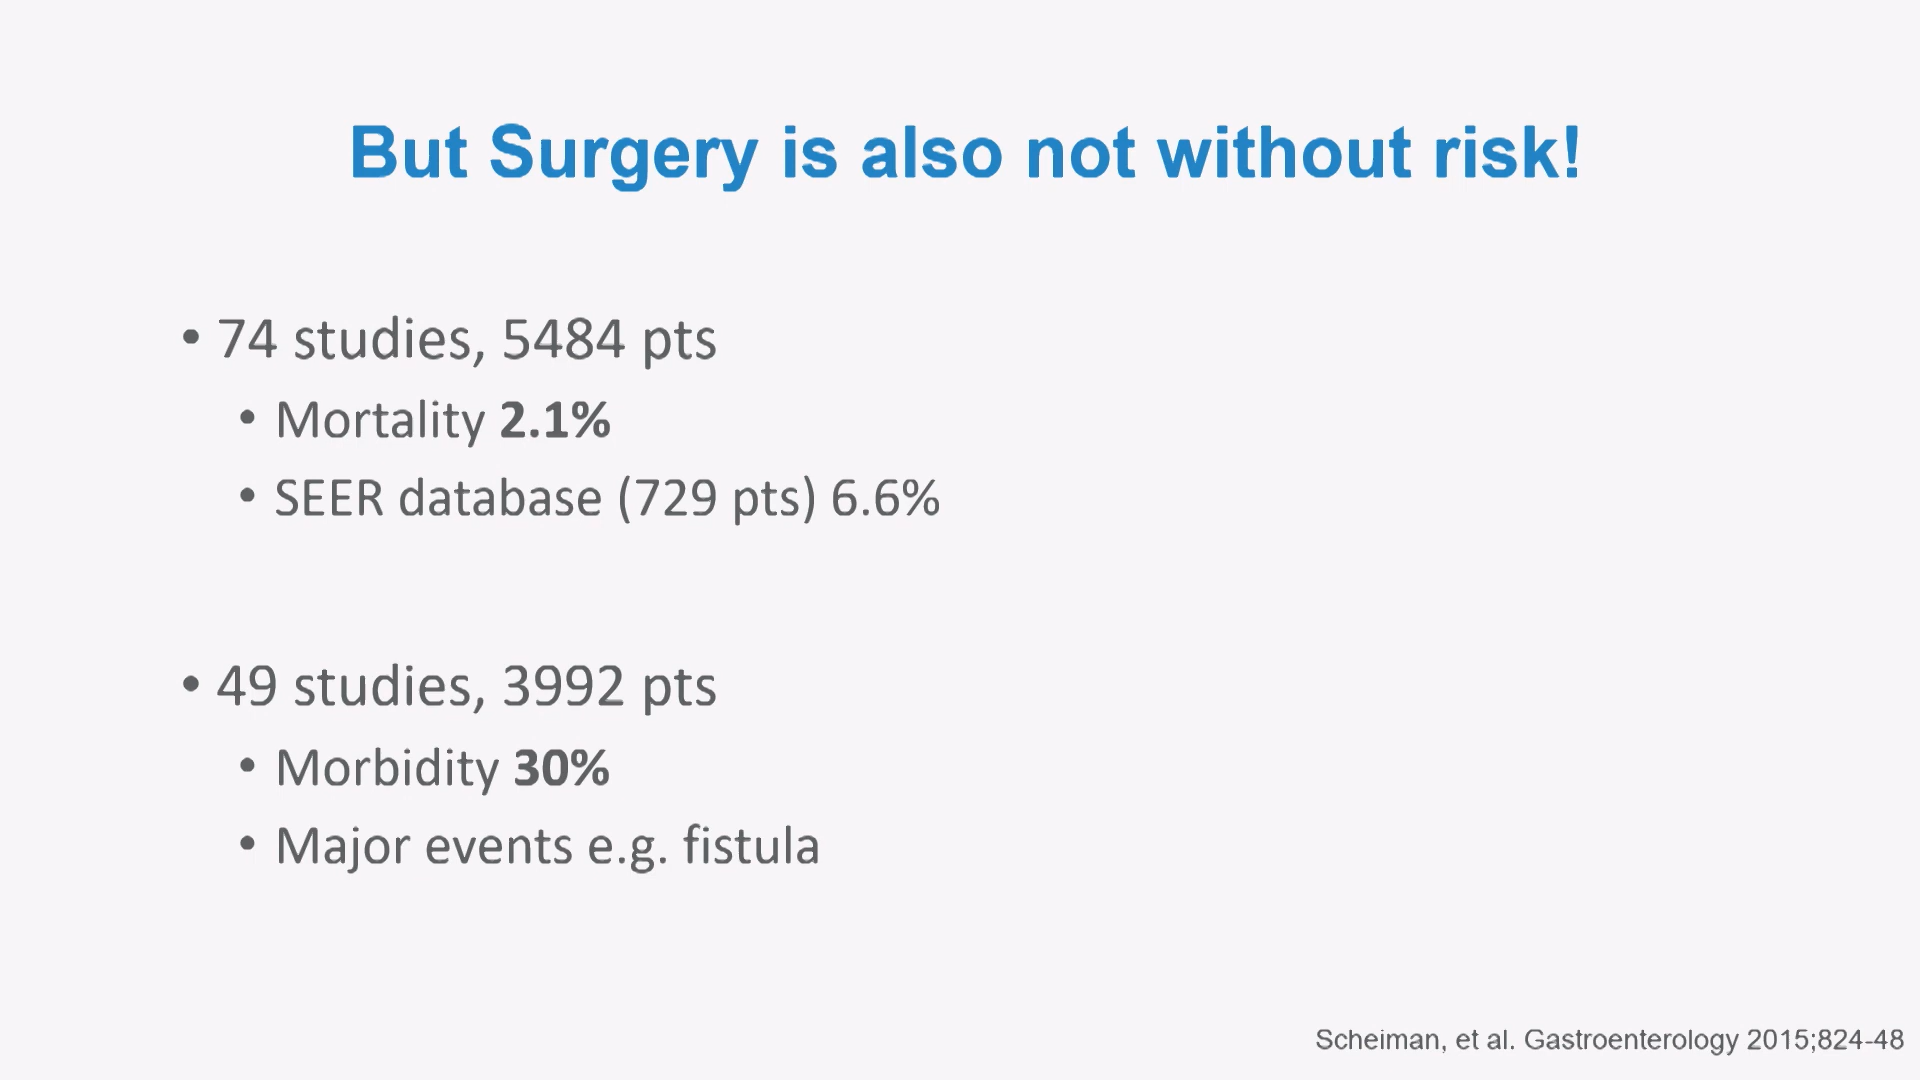 But Surgery is also not without risk!
• 74 studies, 5484 pts
• Mortality 2.1%
• SEER database (729 pts) 6.6%
• 49 studies, 3992 pts
• Morbidity 30%
• Major events e.g. fistula
Scheiman, et al. Gastroenterology 2015;824-48